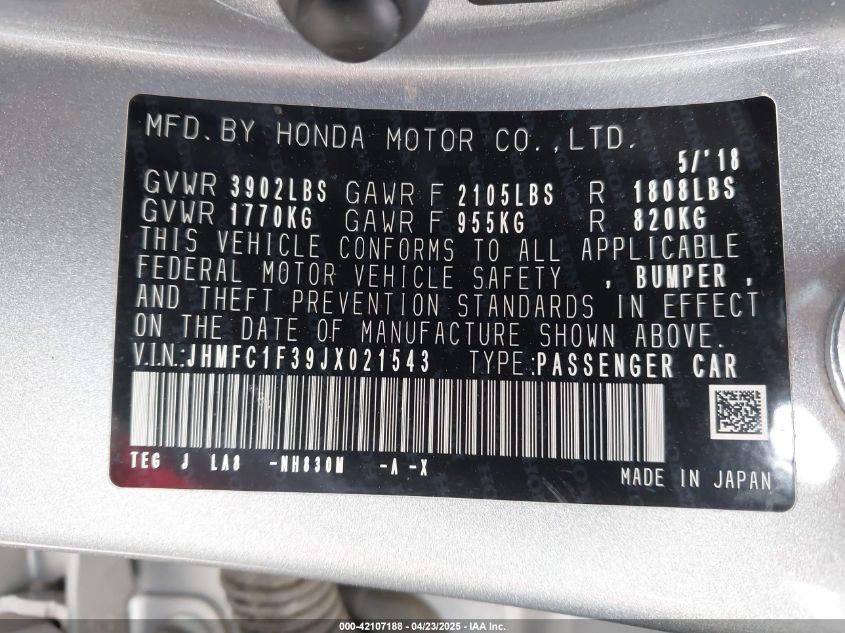 MFD. BY HONDA MOTOR CO., LTD.
5/'18
GVWR 3902LBS GAWR F 2105LBS R 1808LBS
GVWR 1770KG GAWR F 955KG R 820KG
THIS VEHICLE CONFORMS TO ALL APPLICABLE
FEDERAL MOTOR VEHICLE SAFETY , BUMPER ,
AND THEFT PREVENTION STANDARDS IN EFFECT
ON THE DATE OF MANUFACTURE SHOWN ABOVE.
V.I.N.:JHMFC1F39JX021543 TYPE:PASSENGER CAR
TEG J LA8 -NH830M -A -X
MADE IN JAPAN
000-42107188 - 04/23/2025 - IAA Inc.